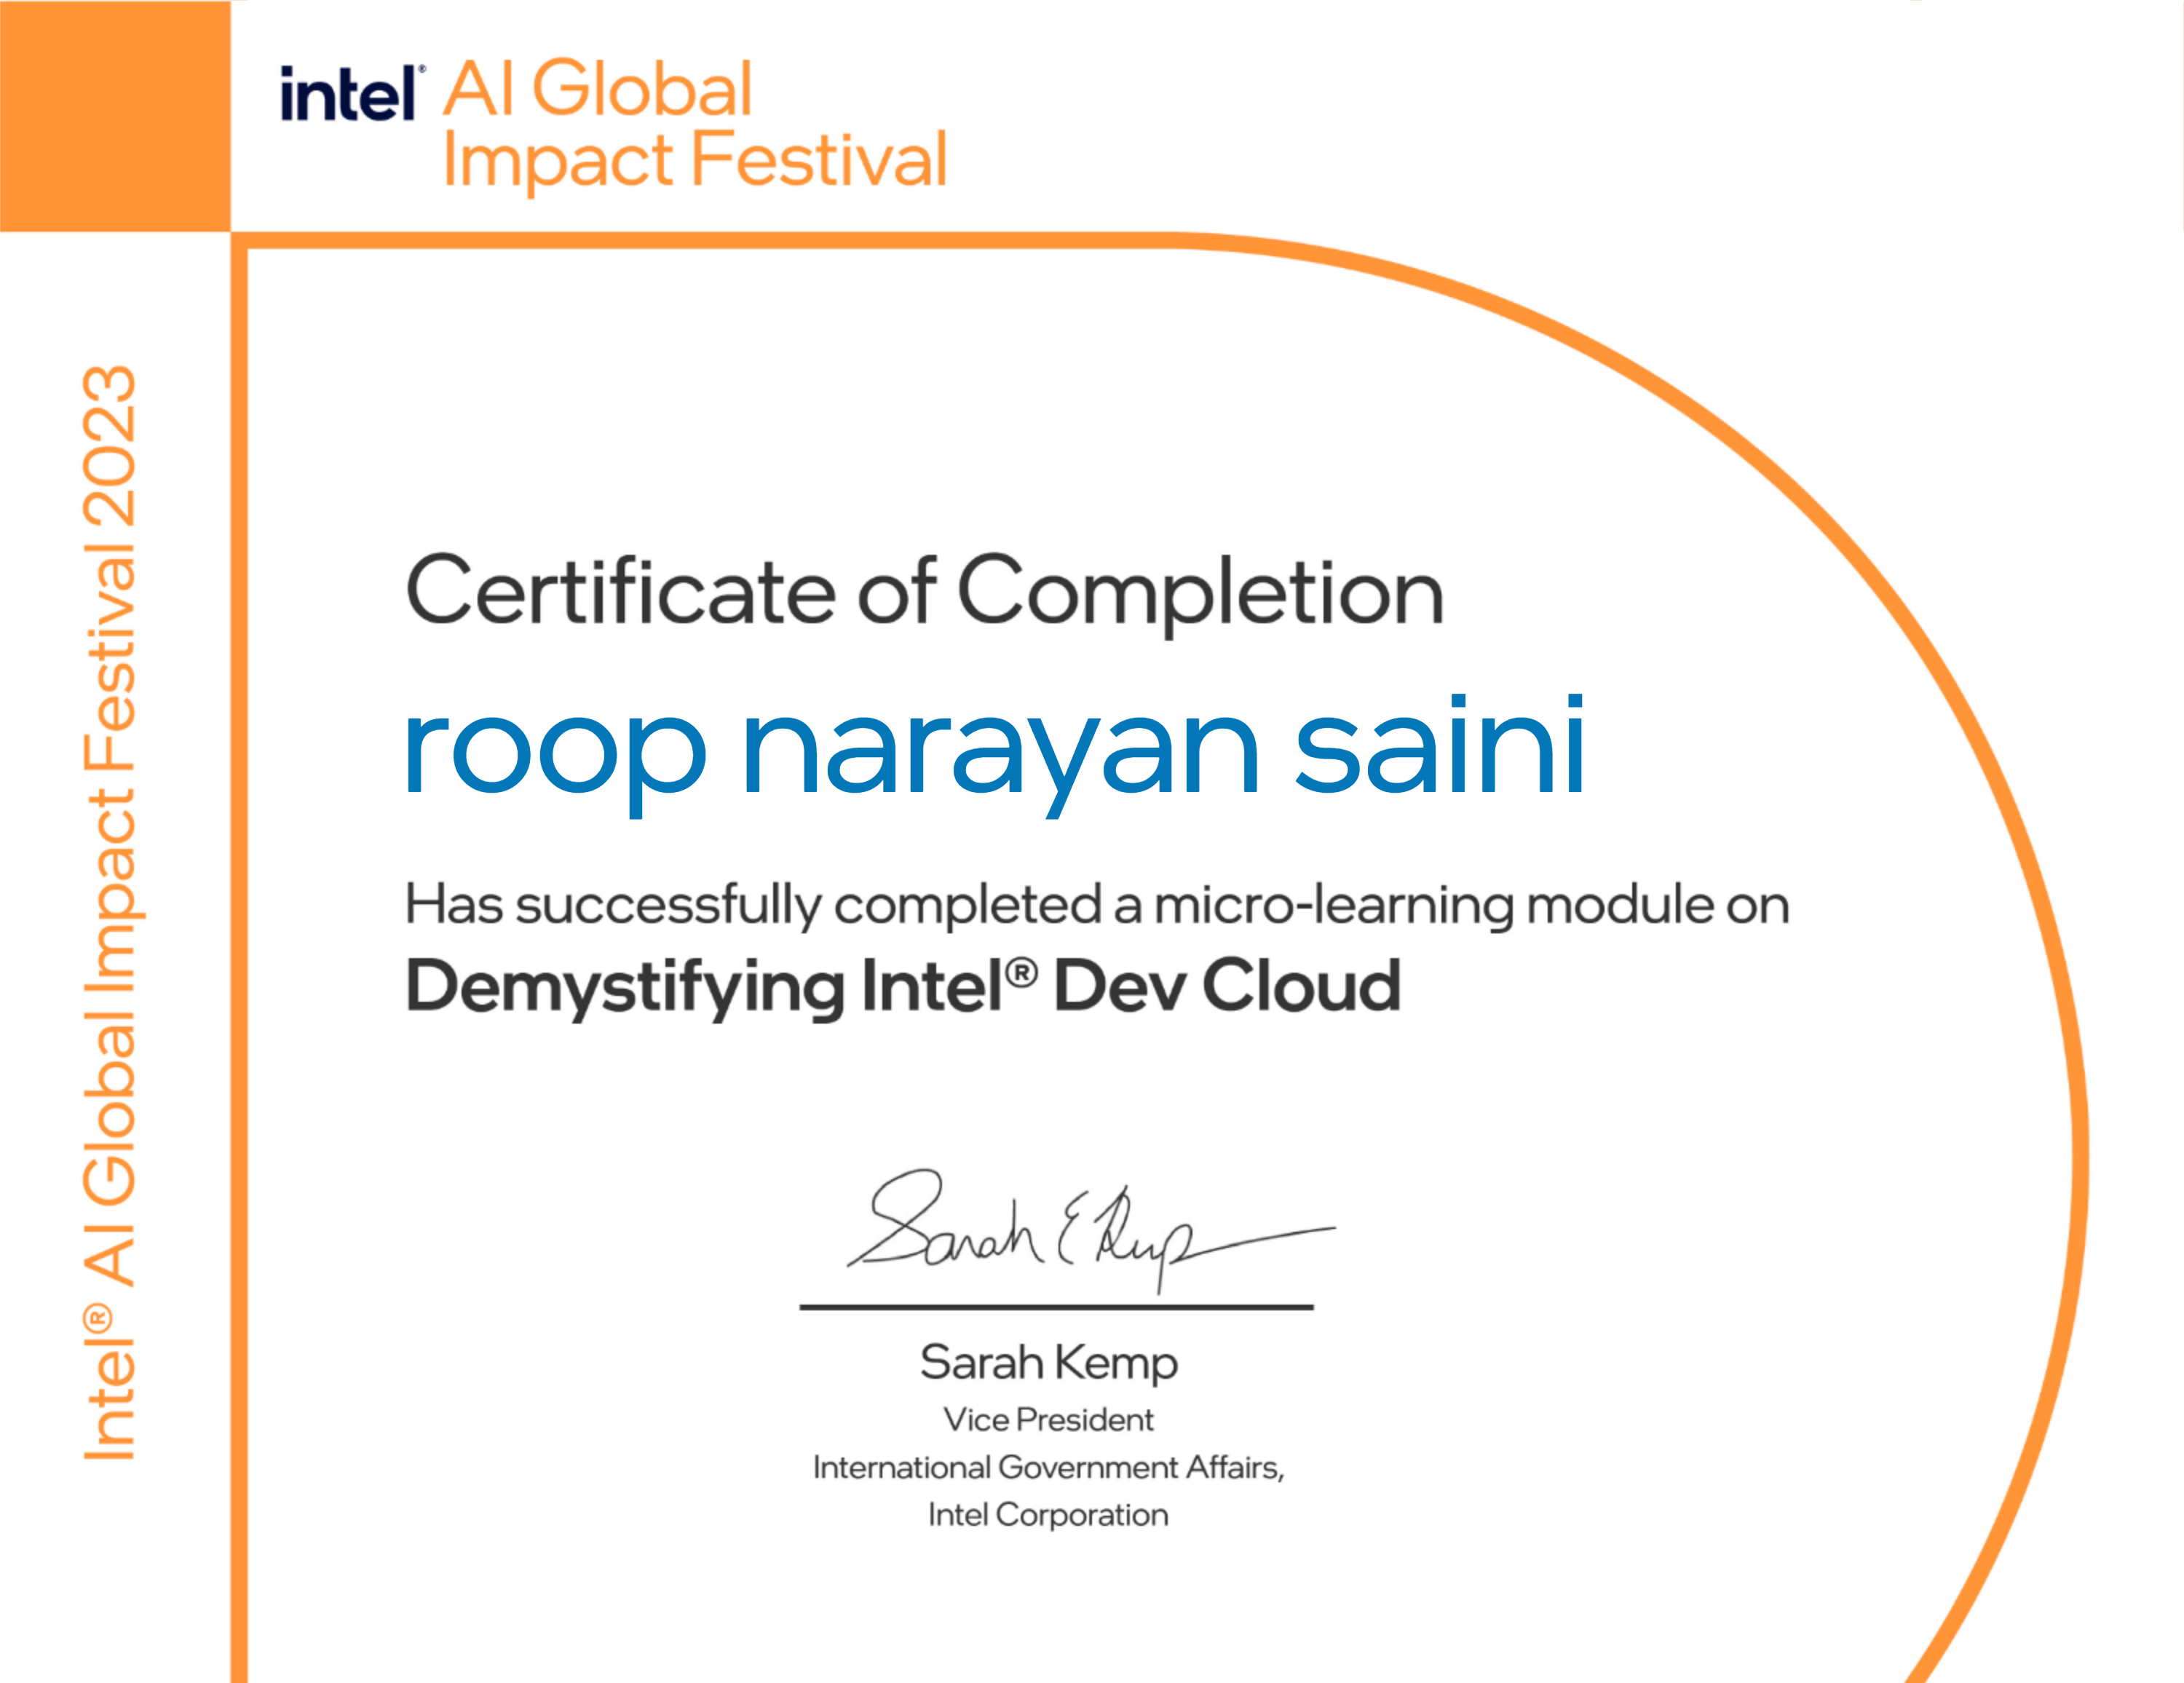 intel® AI Global
Impact Festival
Intel® AI Global Impact Festival 2023
Certificate of Completion
roop narayan saini
Has successfully completed a micro-learning module on
Demystifying Intel® Dev Cloud
Sarah E Kemp
Sarah Kemp
Vice President
International Government Affairs,
Intel Corporation